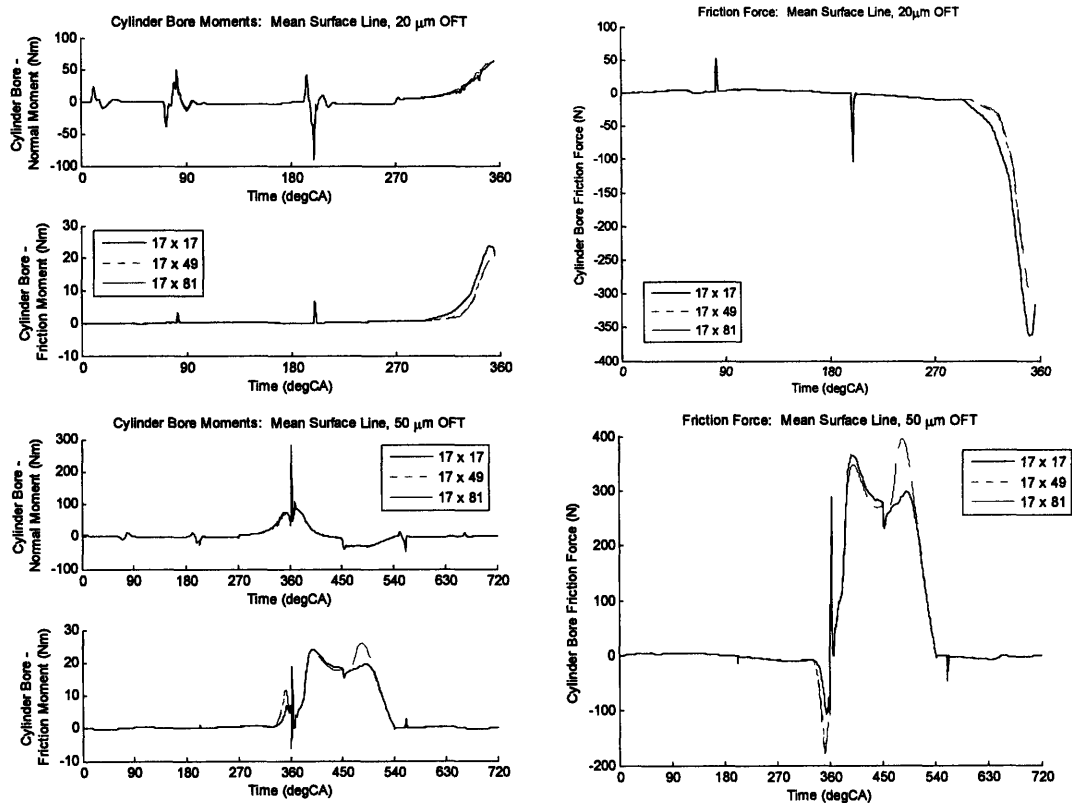 Cylinder Bore Moments: Mean Surface Line, 20 μm OFT
Cylinder Bore -
Normal Moment (Nm)
100
50
0
-50
-100
0 90 180 270 360
Time (degCA)
Cylinder Bore -
Friction Moment (Nm)
30
20
10
0
-10
17 x 17
17 x 49
17 x 81
0 90 180 270 360
Time (degCA)
Friction Force: Mean Surface Line, 20μm OFT
Cylinder Bore Friction Force (N)
100
50
0
-50
-100
-150
-200
-250
-300
-350
-400
17 x 17
17 x 49
17 x 81
0 90 180 270 360
Time (degCA)
Cylinder Bore Moments: Mean Surface Line, 50 μm OFT
Cylinder Bore -
Normal Moment (Nm)
300
200
100
0
-100
17 x 17
17 x 49
17 x 81
0 90 180 270 360 450 540 630 720
Time (degCA)
Cylinder Bore -
Friction Moment (Nm)
30
20
10
0
-10
0 90 180 270 360 450 540 630 720
Time (degCA)
Friction Force: Mean Surface Line, 50 μm OFT
Cylinder Bore Friction Force (N)
400
300
200
100
0
-100
-200
17 x 17
17 x 49
17 x 81
0 90 180 270 360 450 540 630 720
Time (degCA)